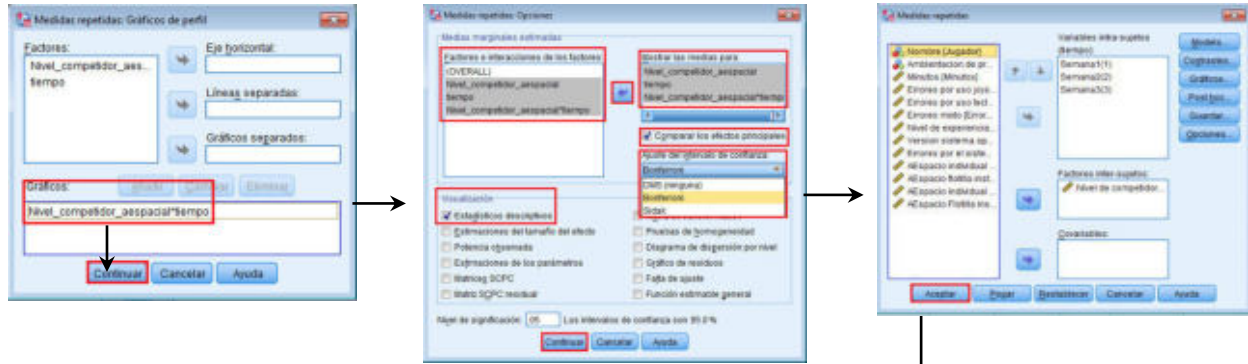 Medidas repetidas: Gráficos de perfil
Factores:
Nivel_competidor_aes...
tiempo
Eje horizontal:
Líneas separadas:
Gráficos separados:
Gráficos:
Añadir Cambiar Eliminar
Nivel_competidor_aespacial*tiempo
Continuar Cancelar Ayuda
Medidas repetidas: Opciones
Medias marginales estimadas
Factores e interacciones de los factores:
(OVERALL)
Nivel_competidor_aespacial
tiempo
Nivel_competidor_aespacial*tiempo
Mostrar las medias para:
Nivel_competidor_aespacial
tiempo
Nivel_competidor_aespacial*tiempo
Comparar los efectos principales
Ajuste del intervalo de confianza:
Bonferroni
DMS (ninguna)
Bonferroni
Sidak
Visualización
Estadísticos descriptivos
Estimaciones del tamaño del efecto
Pruebas de homogeneidad
Potencia observada
Diagrama de dispersión por nivel
Estimaciones de los parámetros
Gráfico de residuos
Matrices SCPC
Falta de ajuste
Matriz SCPC residual
Función estimable general
Nivel de significación: .05 Los intervalos de confianza son 95.0 %
Continuar Cancelar Ayuda
Medidas repetidas
Nombre [Jugador]
Ambientacion de pr...
Minutos [Minutos]
Errores por uso joys...
Errores por uso tecl...
Errores moto [Error...
Nivel de experiencia...
Version sistema op...
Errores por el siste...
AEspacio individual...
AEspacio flotilla inst...
AEspacio individual...
AEspacio Flotilla ins...
Variables intra-sujetos
(tiempo):
Semana1(1)
Semana2(2)
Semana3(3)
Factores inter-sujetos:
Nivel de competidor...
Covariables:
Modelo...
Contrastes...
Gráficos...
Post hoc...
Guardar...
Opciones...
Aceptar Pegar Restablecer Cancelar Ayuda